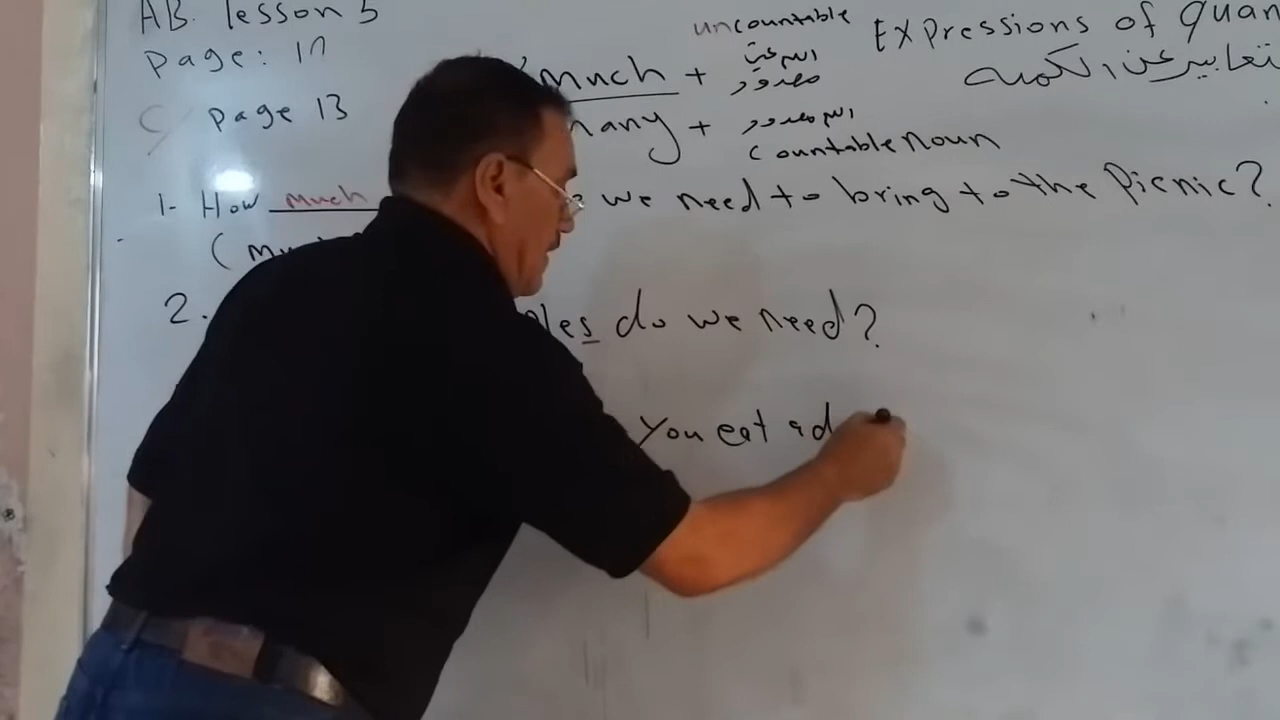 AB. lesson 5
Page: 17
C/ page 13
uncountable
Expressions of Quan
تعابير عن الكمية
much + اسم غير
معدود
many + اسم معدود
countable noun
1- How much we need to bring to the picnic?
2. les do we need?
you eat a d